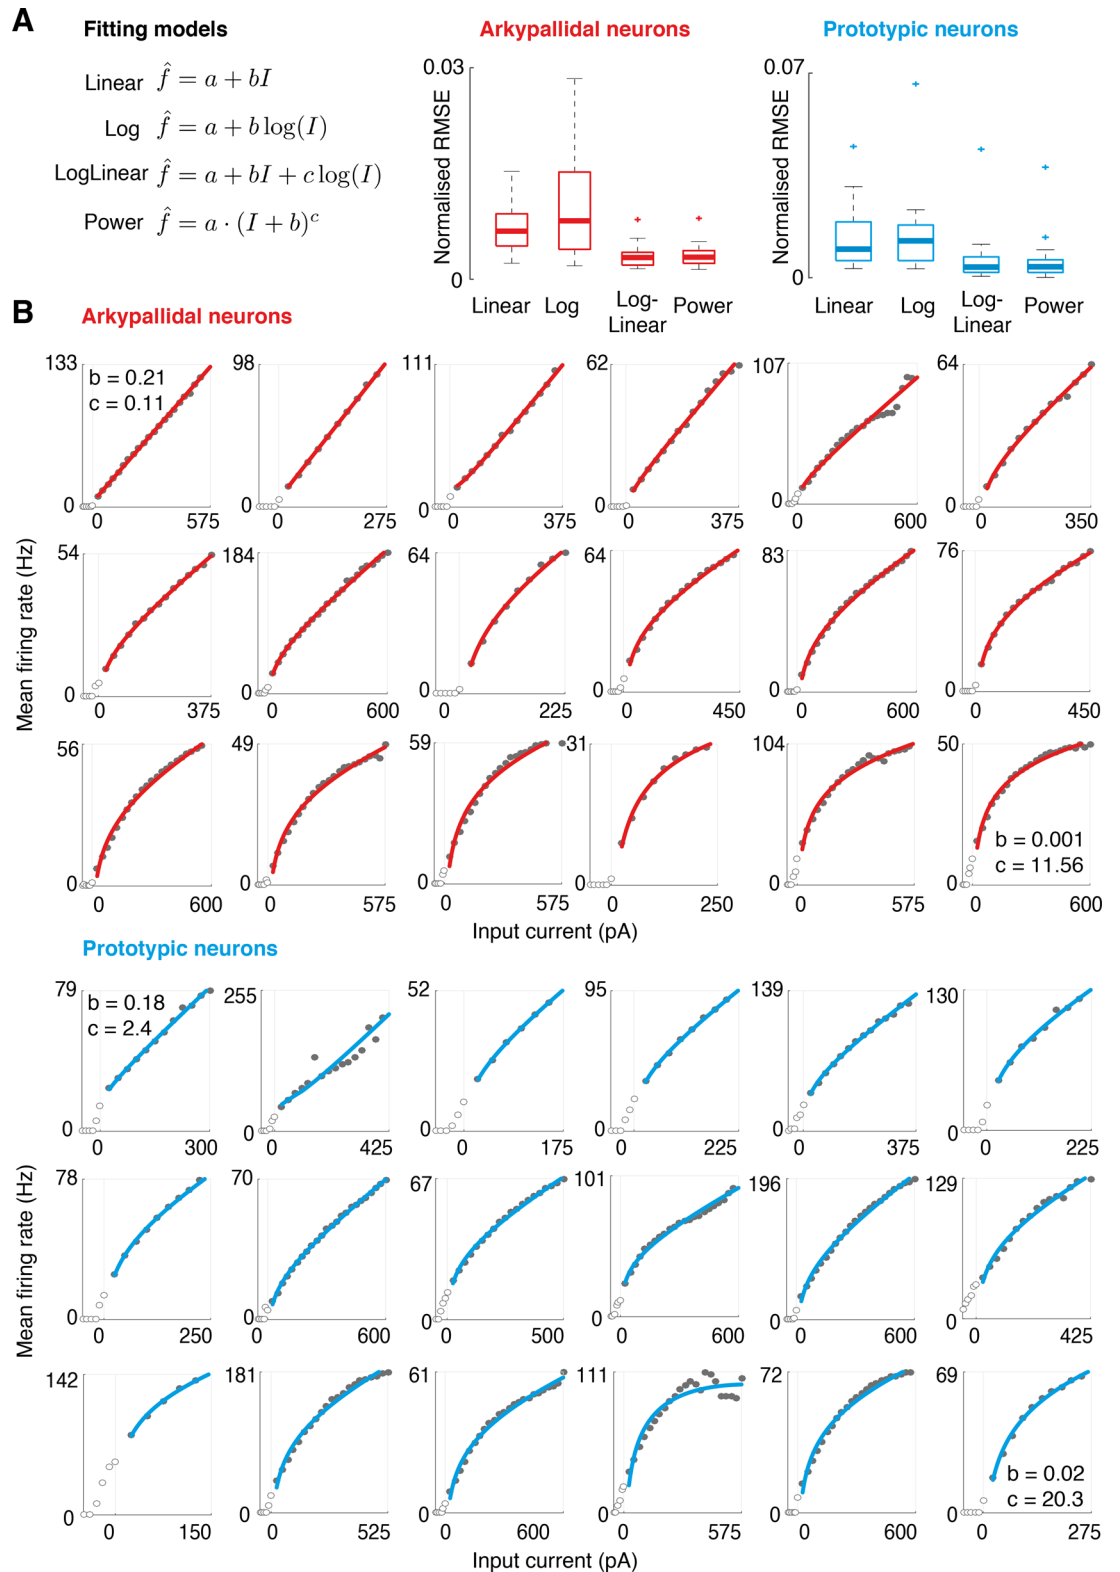 A
Fitting models
Linear f̂ = a + bI
Log f̂ = a + b log(I)
LogLinear f̂ = a + bI + c log(I)
Power f̂ = a · (I + b)^c
Arkypallidal neurons
Normalised RMSE
0.03
0
Linear Log Log-Linear Power
Prototypic neurons
Normalised RMSE
0.07
0
Linear Log Log-Linear Power
B
Arkypallidal neurons
Mean firing rate (Hz)
133 98 111 62 107 64
b = 0.21
c = 0.11
0 0 0 0 0 0
0 575 0 275 0 375 0 375 0 600 0 350
54 184 64 64 83 76
0 0 0 0 0 0
0 375 0 600 0 225 0 450 0 600 0 450
56 49 59 31 104 50
b = 0.001
c = 11.56
0 0 0 0 0 0
0 600 0 575 0 575 0 250 0 575 0 600
Input current (pA)
Prototypic neurons
Mean firing rate (Hz)
79 255 52 95 139 130
b = 0.18
c = 2.4
0 0 0 0 0 0
0 300 0 425 0 175 0 225 0 375 0 225
78 70 67 101 196 129
0 0 0 0 0 0
0 250 0 600 0 500 0 600 0 600 0 425
142 181 61 111 72 69
b = 0.02
c = 20.3
0 0 0 0 0 0
0 150 0 525 0 600 0 575 0 600 0 275
Input current (pA)